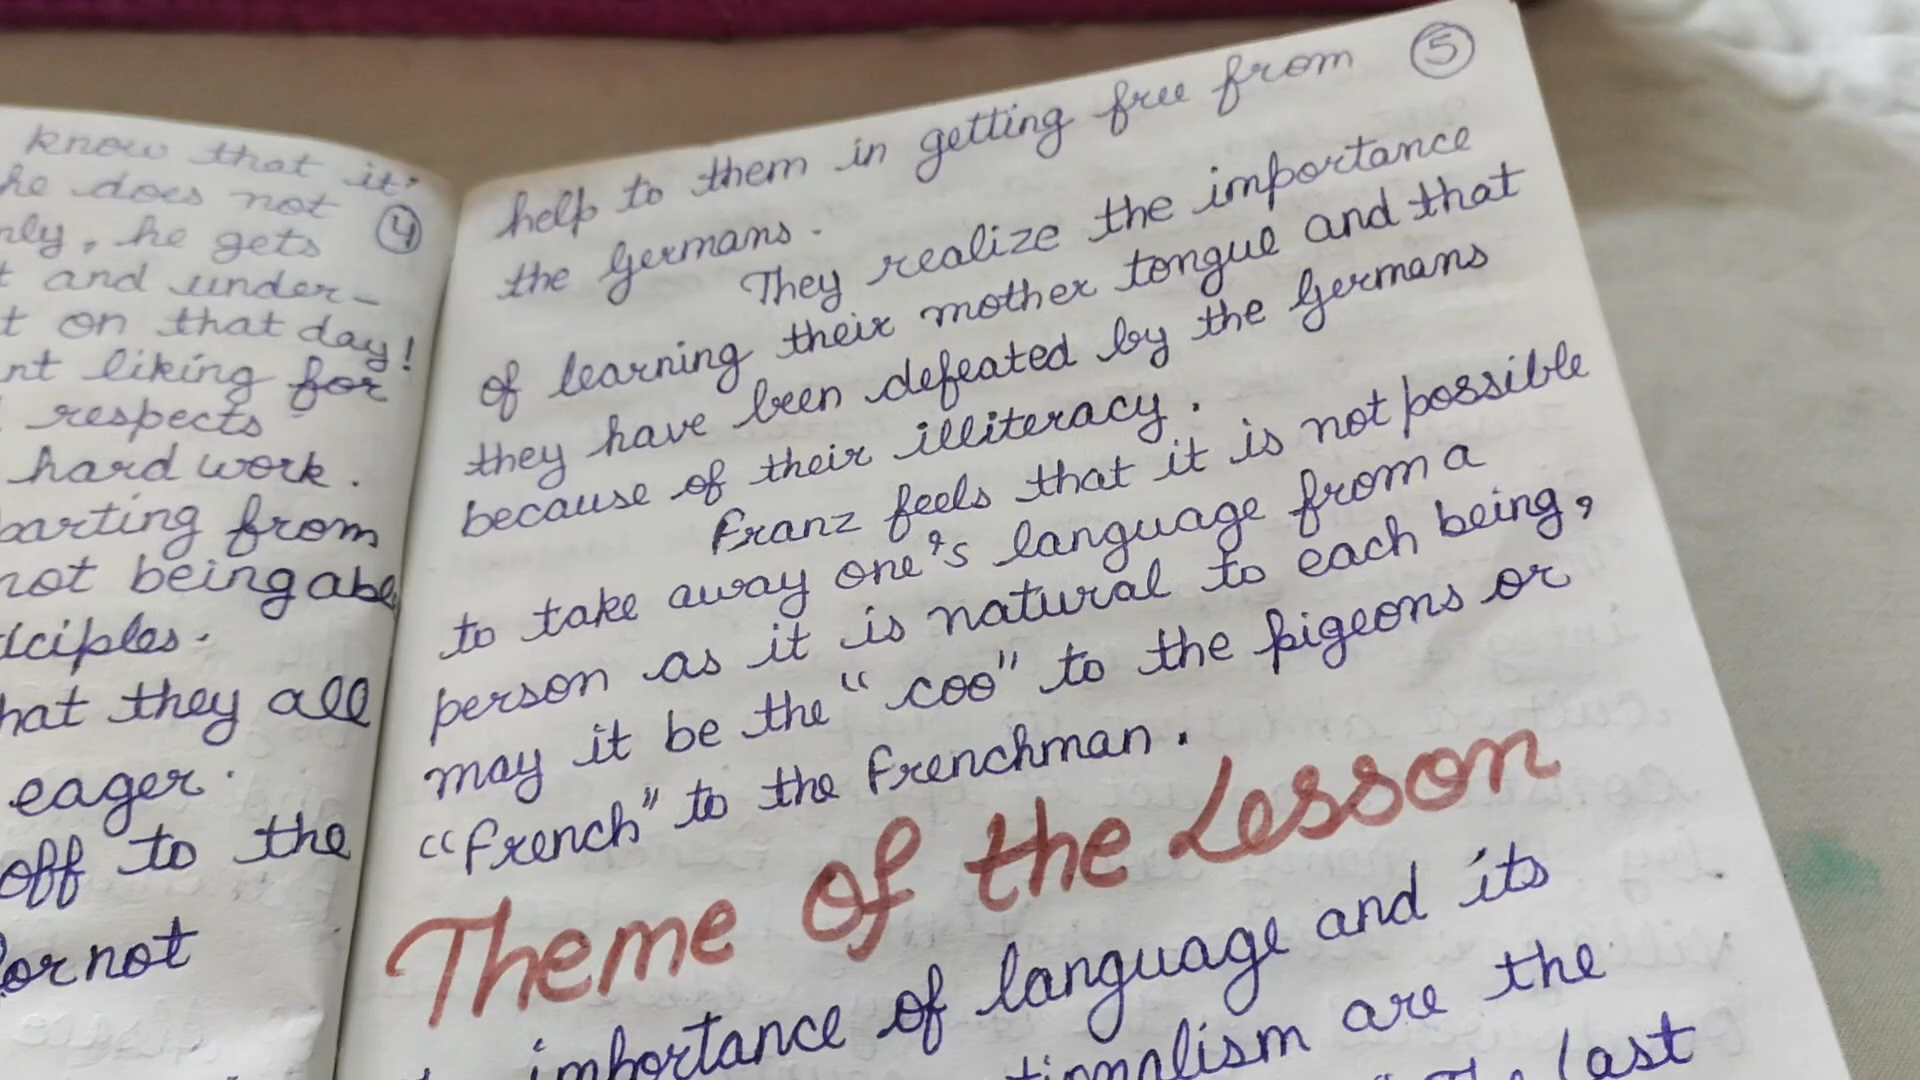 know that it
he does not
④
nly, he gets
t and under-
t on that day!
nt liking for
respects
hard work.
parting from
not being able
ciples.
hat they all
eager.
off to the
or not
⑤
help to them in getting free from
the Germans.
They realize the importance
of learning their mother tongue and that
they have been defeated by the Germans
because of their illiteracy.
Franz feels that it is not possible
to take away one's language from a
person as it is natural to each being,
may it be the "coo" to the pigeons or
"French" to the Frenchman.
Theme of the Lesson
importance of language and its
tionalism are the
last